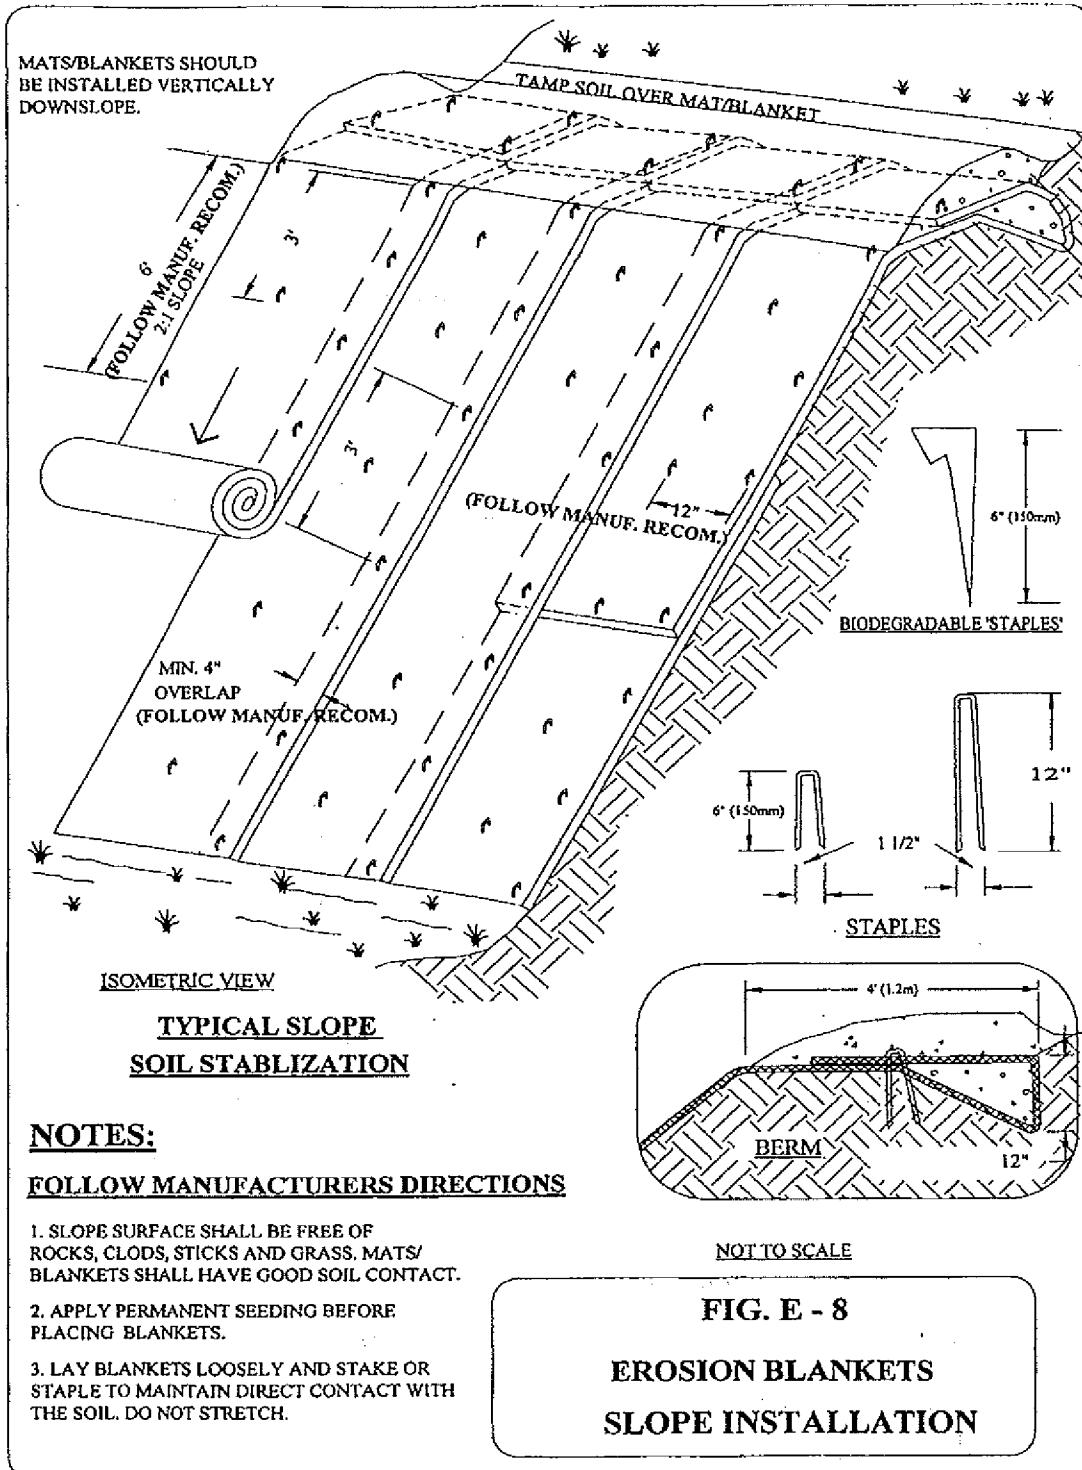 MATS/BLANKETS SHOULD
BE INSTALLED VERTICALLY
DOWNSLOPE.
TAMP SOIL OVER MAT/BLANKET
6'
(FOLLOW MANUF. RECOM.)
2:1 SLOPE
3'
3'
12"
(FOLLOW MANUF. RECOM.)
MIN. 4"
OVERLAP
(FOLLOW MANUF. RECOM.)
6" (150mm)
BIODEGRADABLE 'STAPLES'
12"
6" (150mm)
1 1/2"
STAPLES
ISOMETRIC VIEW
TYPICAL SLOPE
SOIL STABLIZATION
4' (1.2m)
BERM
12"
NOTES:
FOLLOW MANUFACTURERS DIRECTIONS
1. SLOPE SURFACE SHALL BE FREE OF
ROCKS, CLODS, STICKS AND GRASS. MATS/
BLANKETS SHALL HAVE GOOD SOIL CONTACT.
2. APPLY PERMANENT SEEDING BEFORE
PLACING BLANKETS.
3. LAY BLANKETS LOOSELY AND STAKE OR
STAPLE TO MAINTAIN DIRECT CONTACT WITH
THE SOIL. DO NOT STRETCH.
NOT TO SCALE
FIG. E - 8
EROSION BLANKETS
SLOPE INSTALLATION